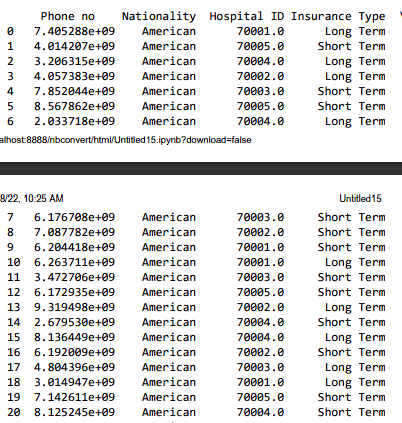 Phone no Nationality Hospital ID Insurance Type
0 7.405288e+09 American 70001.0 Long Term
1 4.014207e+09 American 70005.0 Short Term
2 3.206315e+09 American 70004.0 Long Term
3 4.057383e+09 American 70002.0 Long Term
4 7.852044e+09 American 70003.0 Short Term
5 8.567862e+09 American 70005.0 Short Term
6 2.033718e+09 American 70004.0 Long Term
alhost:8888/nbconvert/html/Untitled15.ipynb?download=false
8/22, 10:25 AM Untitled15
7 6.176708e+09 American 70003.0 Short Term
8 7.087782e+09 American 70002.0 Short Term
9 6.204418e+09 American 70001.0 Short Term
10 6.263711e+09 American 70001.0 Long Term
11 3.472706e+09 American 70003.0 Short Term
12 6.172935e+09 American 70005.0 Short Term
13 9.319498e+09 American 70002.0 Long Term
14 2.679530e+09 American 70004.0 Short Term
15 8.136449e+09 American 70004.0 Long Term
16 6.192009e+09 American 70002.0 Short Term
17 4.804396e+09 American 70003.0 Long Term
18 3.014947e+09 American 70001.0 Long Term
19 7.142611e+09 American 70005.0 Short Term
20 8.125245e+09 American 70004.0 Short Term